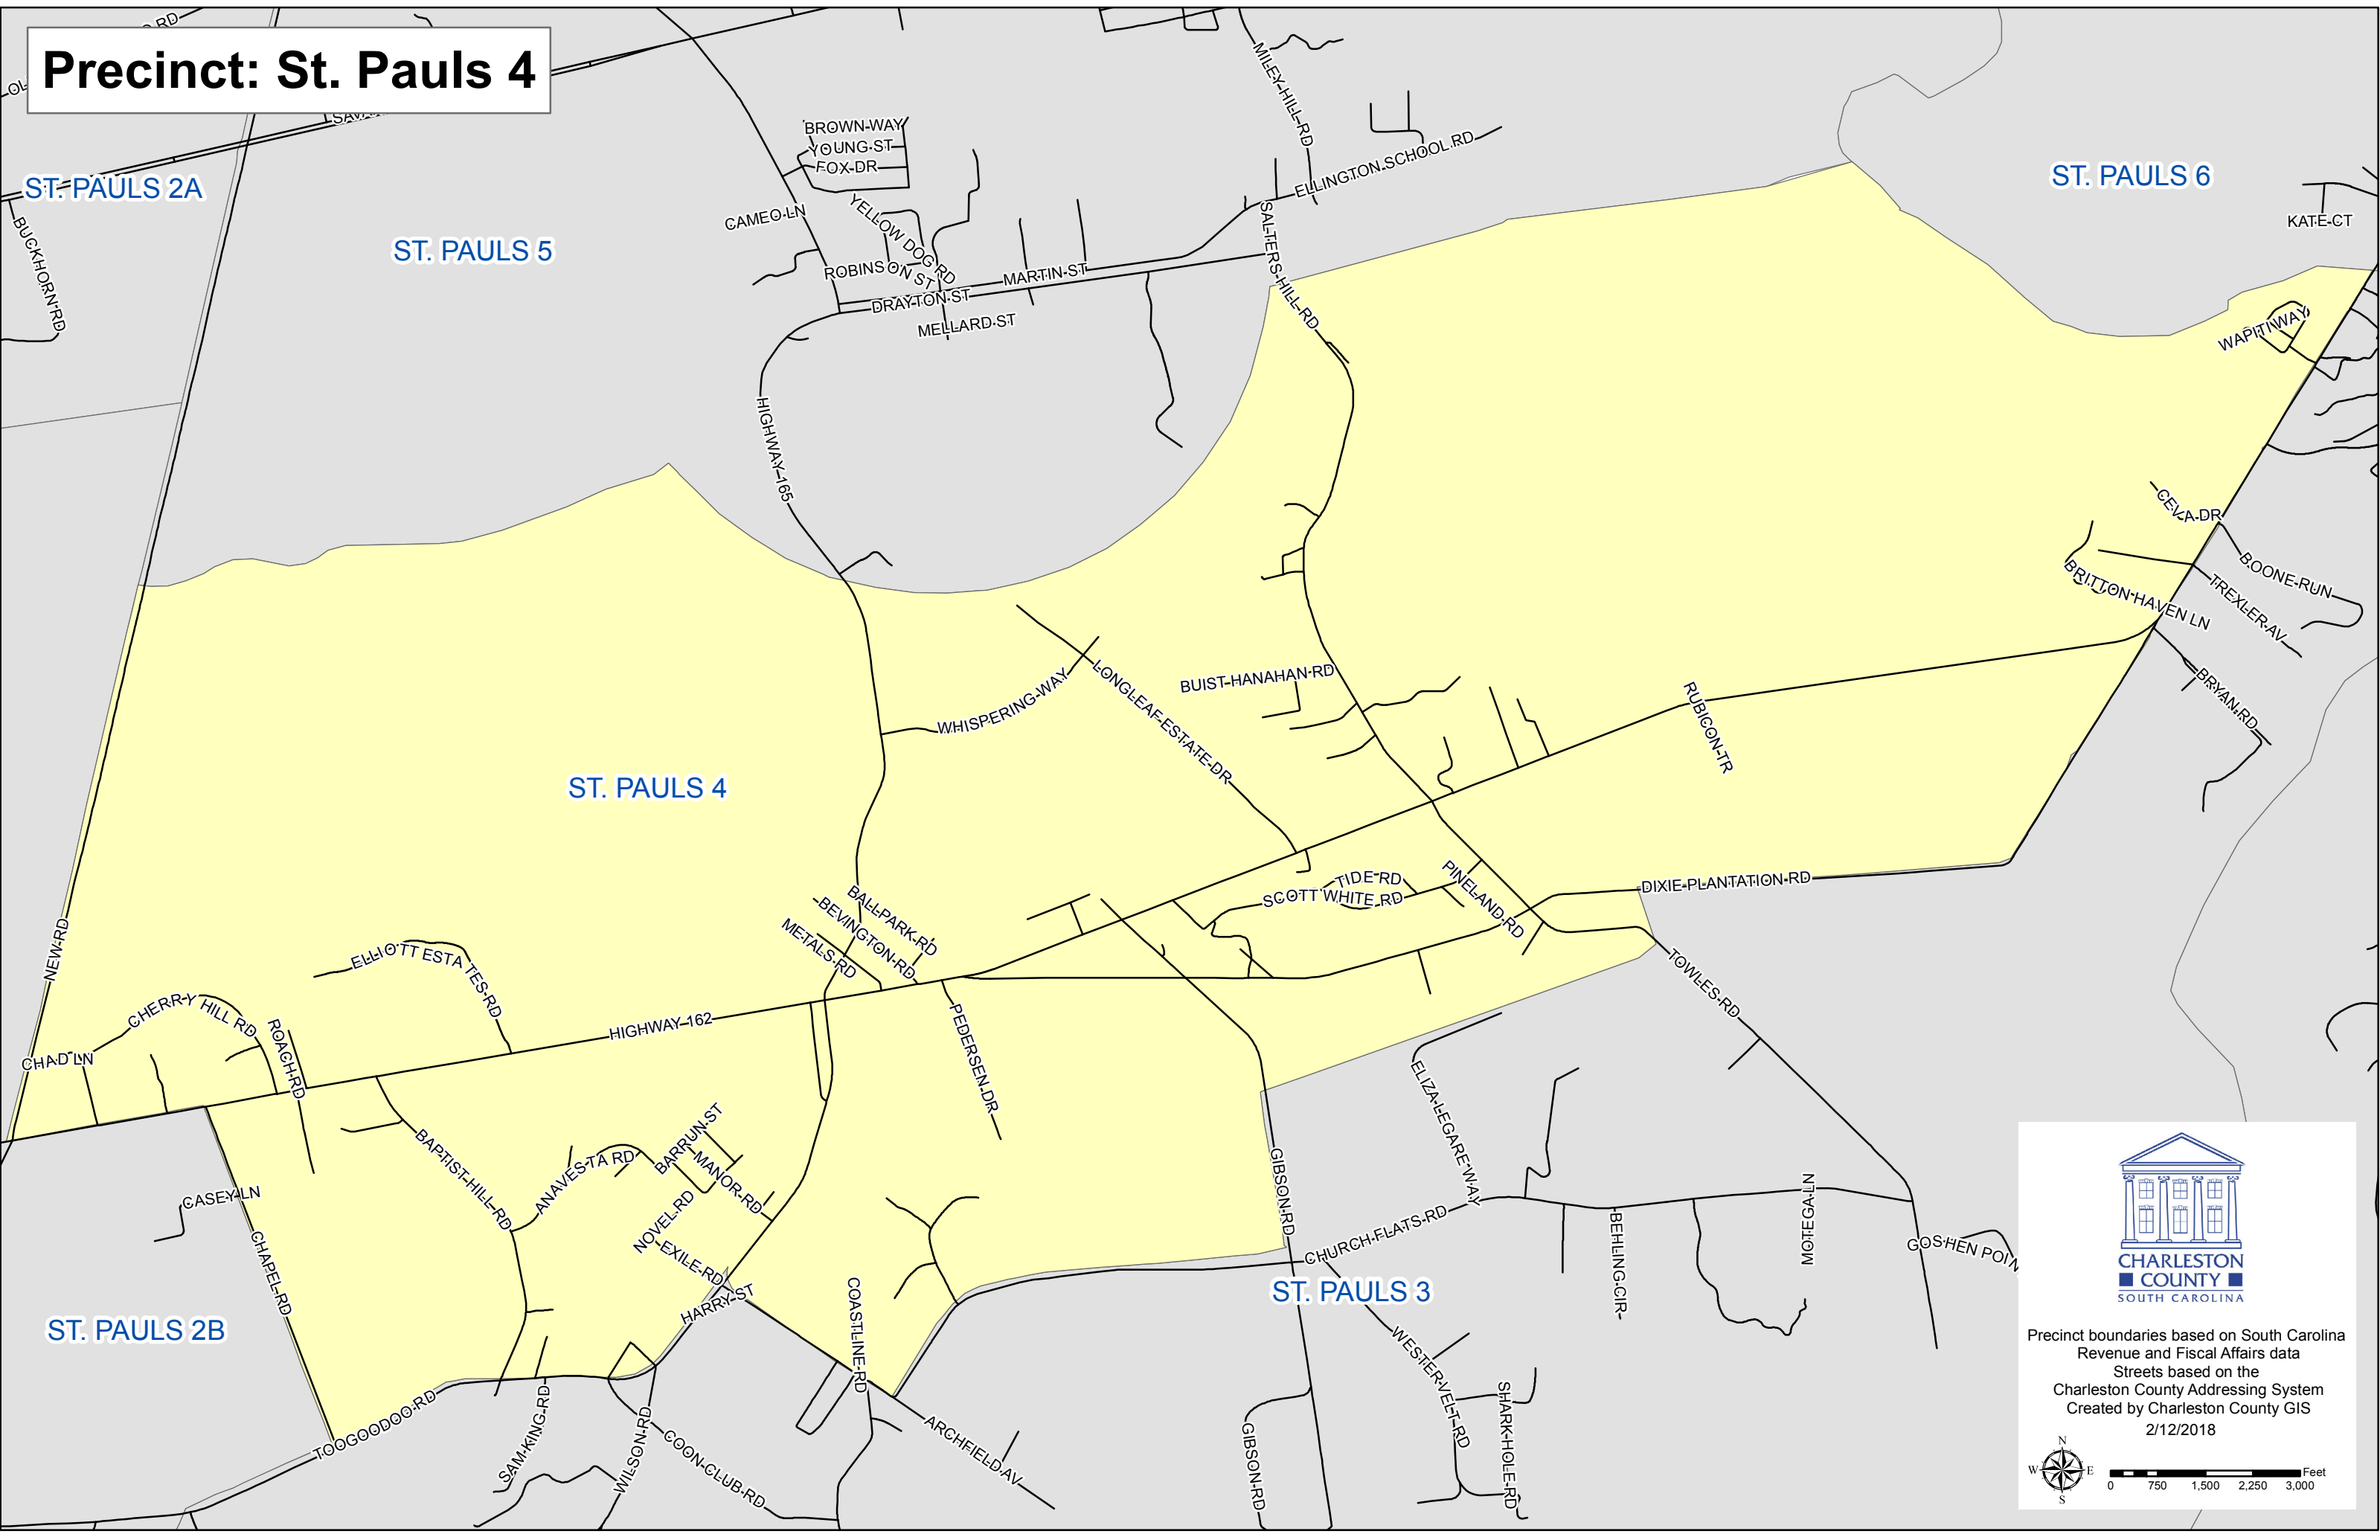 Precinct: St. Pauls 4
RD
OL
SAVA
ST. PAULS 2A
ST. PAULS 5
ST. PAULS 6
BUCKHORN RD
BROWN WAY
YOUNG ST
FOX DR
CAMEO LN
YELLOW DOG RD
ROBINSON ST
MARTIN ST
DRAYTON ST
MELLARD ST
MILEY HILL RD
ELLINGTON SCHOOL RD
SALTERS HILL RD
KATE CT
WAPITI WAY
HIGHWAY 165
CEVA DR
BOONE RUN
BRITTON HAVEN LN
TREXLER AV
BRYAN RD
BUIST HANAHAN RD
WHISPERING WAY
LONGLEAF ESTATE DR
RUBICON TR
ST. PAULS 4
BALLPARK RD
BEVINGTON RD
METALS RD
TIDE RD
SCOTT WHITE RD
PINELAND RD
DIXIE PLANTATION RD
NEW RD
ELLIOTT ESTATES RD
CHERRY HILL RD
ROACH RD
CHAD LN
HIGHWAY 162
PEDERSEN DR
TOWLES RD
ELIZA LEGARE WAY
BAPTIST HILL RD
ANAVESTA RD
BARRUN ST
MANOR RD
NOVEL RD
EXILE RD
HARRY ST
CASEY LN
CHAPEL RD
GIBSON RD
CHURCH FLATS RD
BEHLING CIR
MOTEGA LN
GOSHEN POIN
ST. PAULS 2B
ST. PAULS 3
COASTLINE RD
TOOGOODOO RD
SAM KING RD
WILSON RD
COON CLUB RD
ARCHFIELD AV
GIBSON RD
WESTERVELT RD
SHARK HOLE RD
CHARLESTON
COUNTY
SOUTH CAROLINA
Precinct boundaries based on South Carolina
Revenue and Fiscal Affairs data
Streets based on the
Charleston County Addressing System
Created by Charleston County GIS
2/12/2018
N
W E
S
Feet
0 750 1,500 2,250 3,000